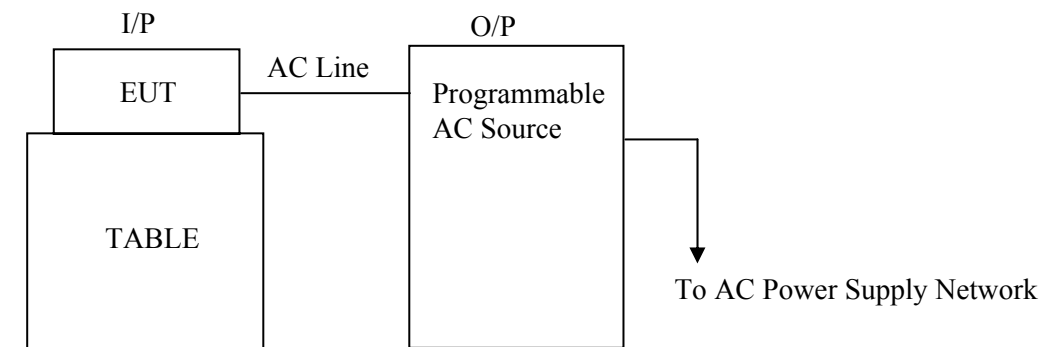 I/P
O/P
AC Line
EUT
Programmable
AC Source
TABLE
To AC Power Supply Network